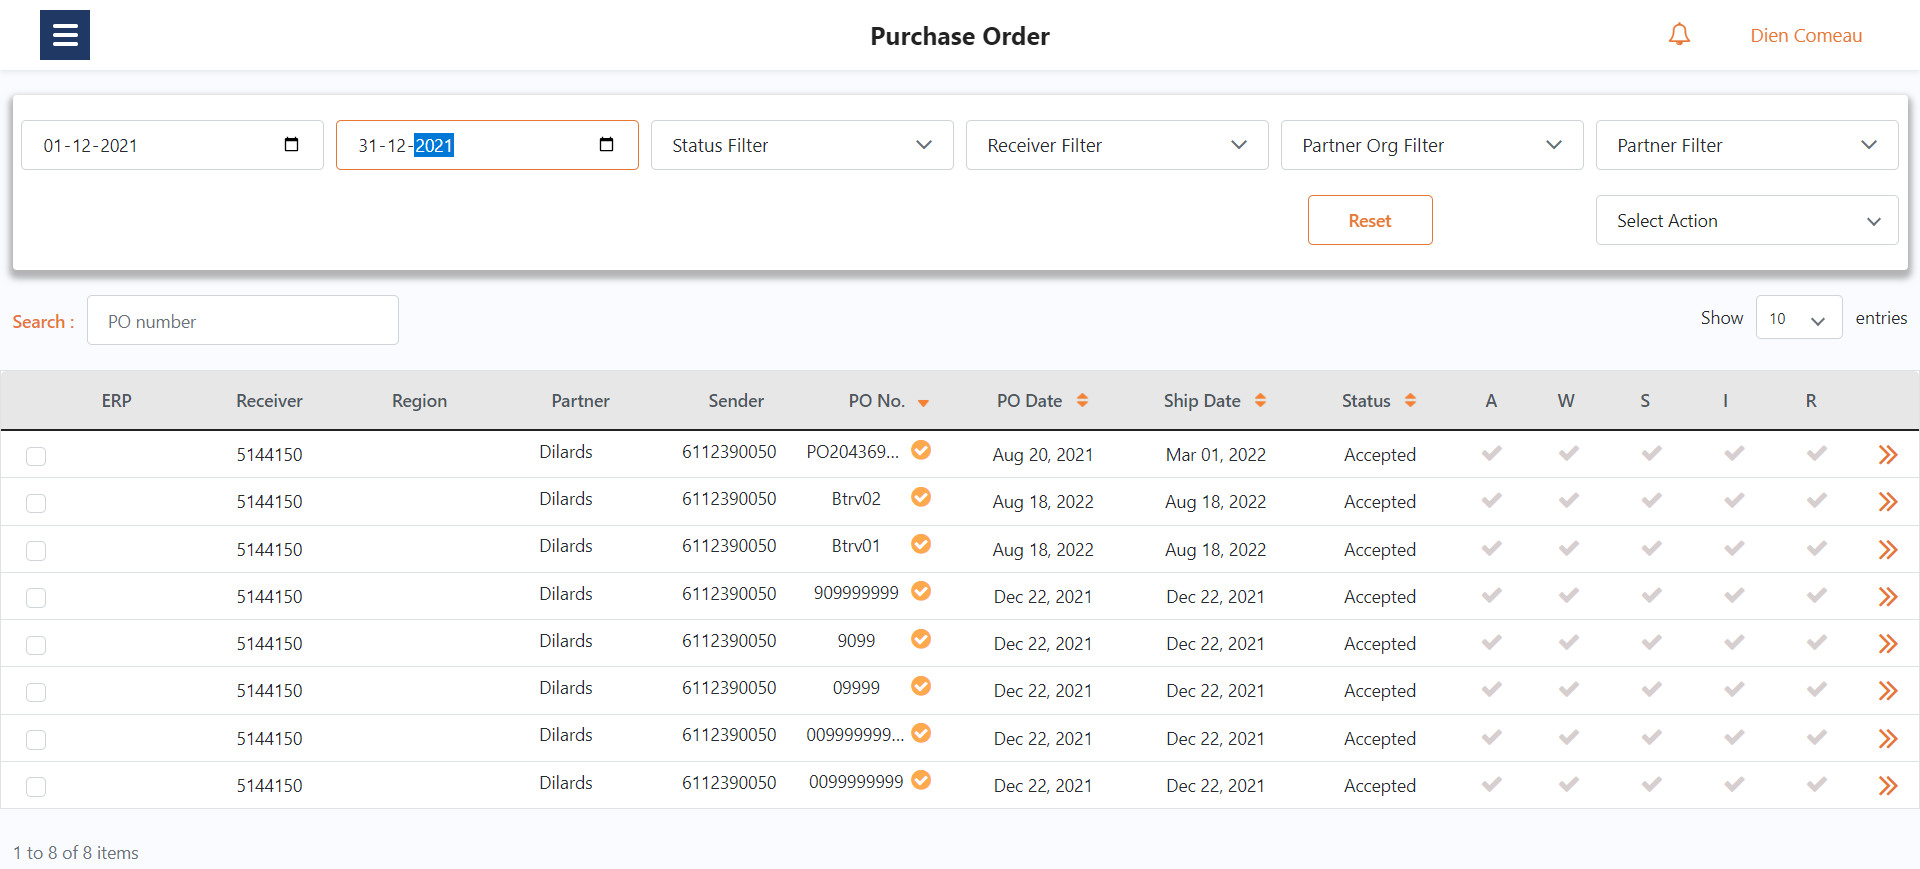 Purchase Order
Dien Comeau
01-12-2021 31-12-2021 Status Filter Receiver Filter Partner Org Filter Partner Filter
Reset Select Action
Search : PO number Show 10 entries
ERP Receiver Region Partner Sender PO No. PO Date Ship Date Status A W S I R
5144150 Dilards 6112390050 PO204369... Aug 20, 2021 Mar 01, 2022 Accepted
5144150 Dilards 6112390050 Btrv02 Aug 18, 2022 Aug 18, 2022 Accepted
5144150 Dilards 6112390050 Btrv01 Aug 18, 2022 Aug 18, 2022 Accepted
5144150 Dilards 6112390050 909999999 Dec 22, 2021 Dec 22, 2021 Accepted
5144150 Dilards 6112390050 9099 Dec 22, 2021 Dec 22, 2021 Accepted
5144150 Dilards 6112390050 09999 Dec 22, 2021 Dec 22, 2021 Accepted
5144150 Dilards 6112390050 009999999... Dec 22, 2021 Dec 22, 2021 Accepted
5144150 Dilards 6112390050 0099999999 Dec 22, 2021 Dec 22, 2021 Accepted
1 to 8 of 8 items